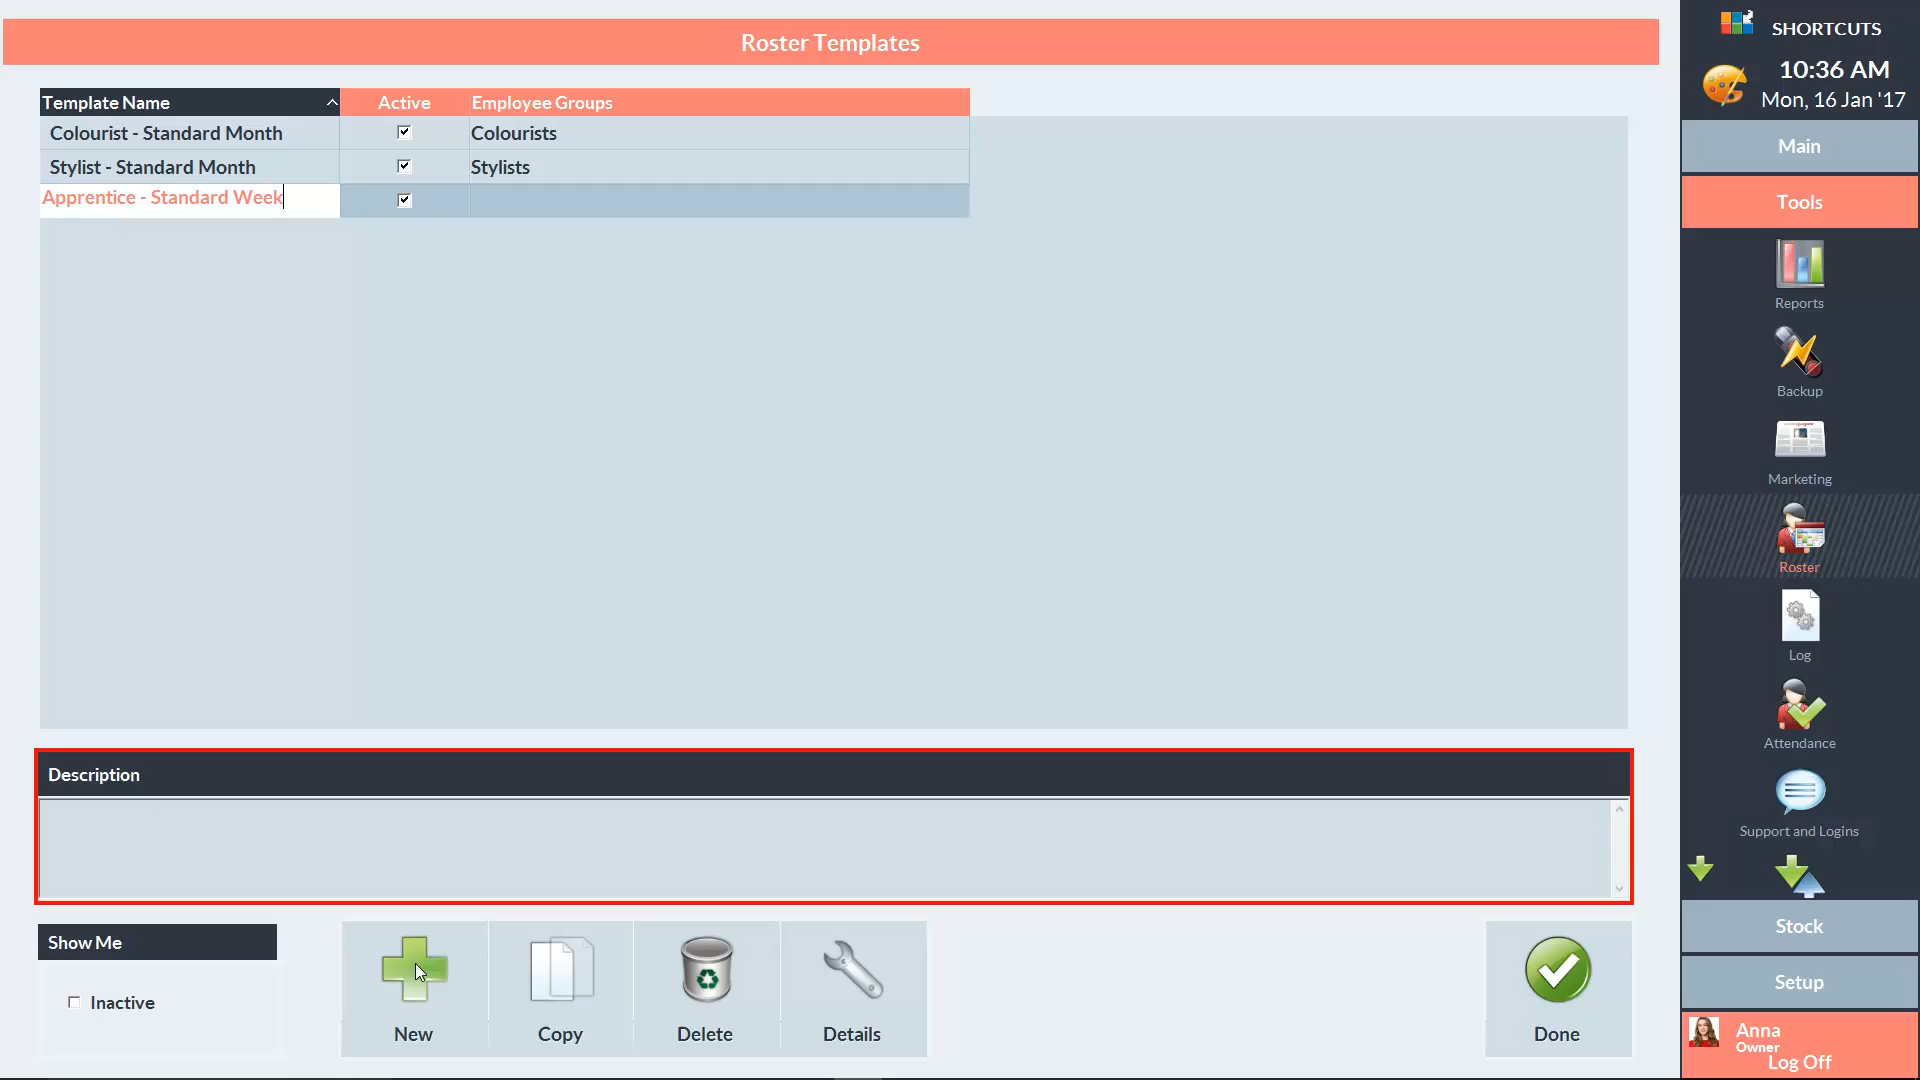 Roster Templates
SHORTCUTS
10:36 AM
Mon, 16 Jan '17
Template Name Active Employee Groups
Colourist - Standard Month Colourists
Stylist - Standard Month Stylists
Apprentice - Standard Week
Main
Tools
Reports
Backup
Marketing
Roster
Log
Attendance
Support and Logins
Stock
Setup
Anna
Owner
Log Off
Description
Show Me
Inactive
New Copy Delete Details Done